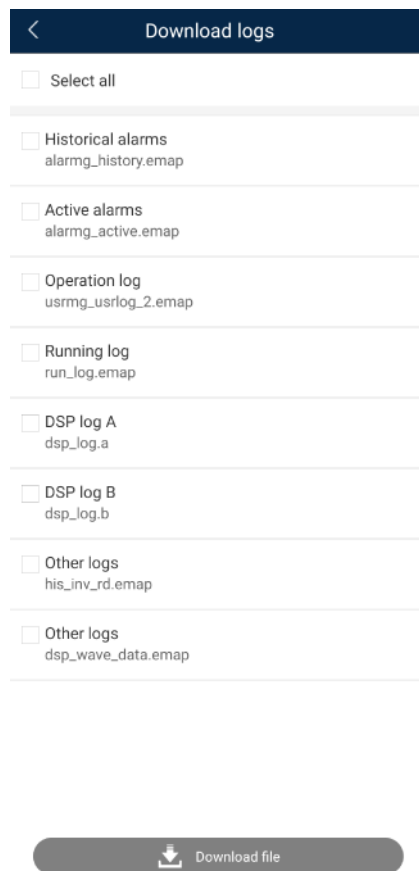 Download logs
Select all
Historical alarms
alarmg_history.emap
Active alarms
alarmg_active.emap
Operation log
usrmg_usrlog_2.emap
Running log
run_log.emap
DSP log A
dsp_log.a
DSP log B
dsp_log.b
Other logs
his_inv_rd.emap
Other logs
dsp_wave_data.emap
Download file